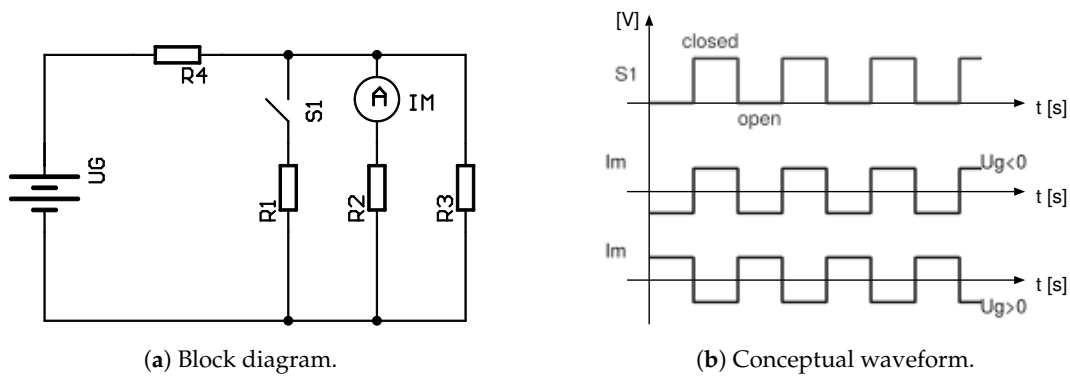 R4
S1
IM
UG
R1
R2
R3
(a) Block diagram.
[V]
closed
S1
open
t [s]
Im
Ug<0
t [s]
Im
t [s]
Ug>0
(b) Conceptual waveform.